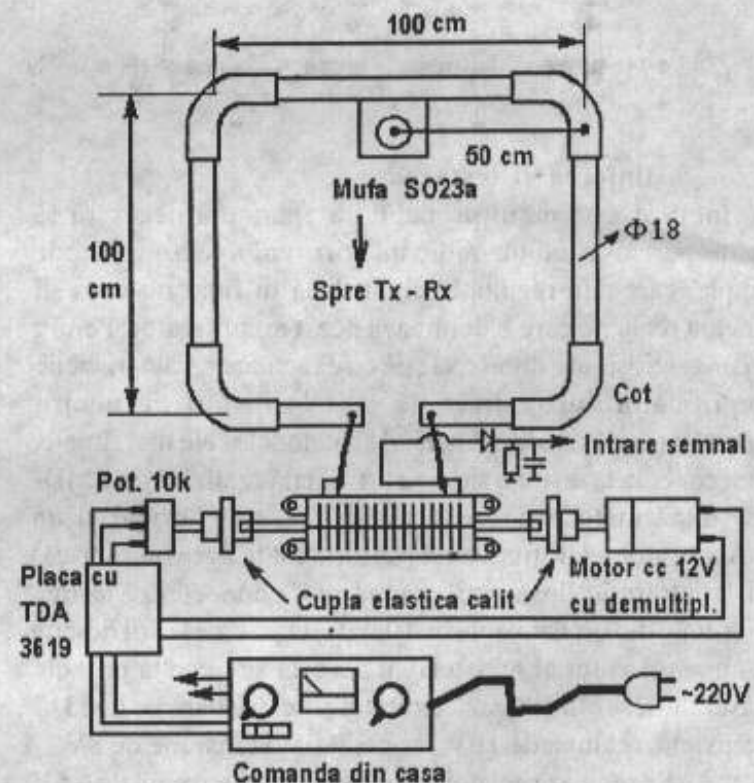 100 cm
50 cm
Mufa SO23a
100
cm
Φ18
Spre Tx - Rx
Cot
Intrare semnal
Pot. 10k
Placa cu
TDA
3619
Cupla elastica calit
Motor cc 12V
cu demultipl.
~220V
Comanda din casa